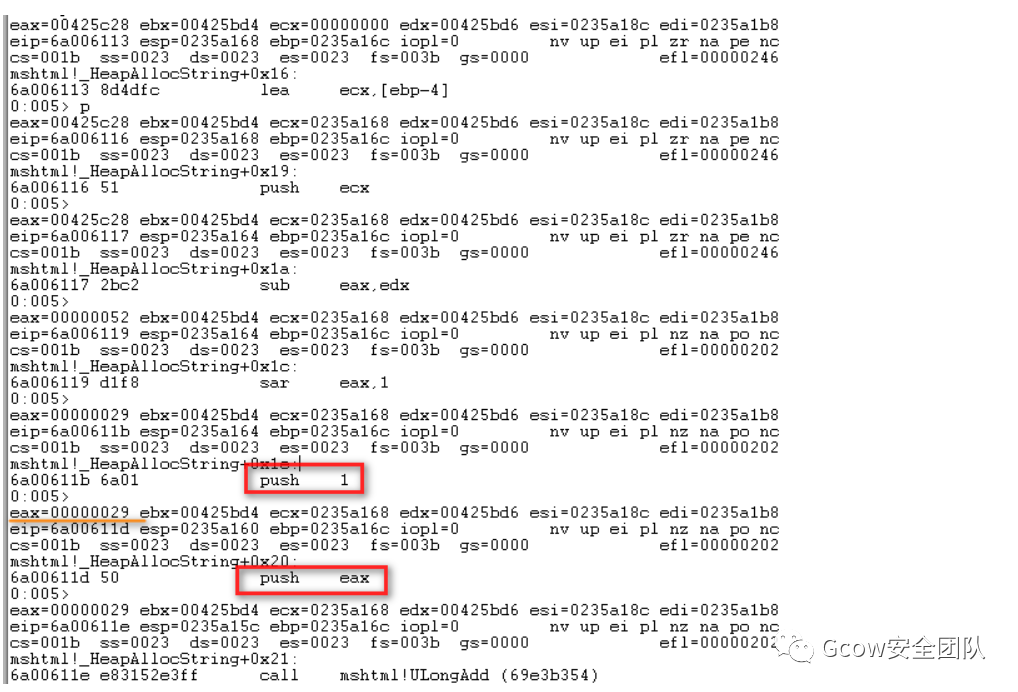 eax=00425c28 ebx=00425bd4 ecx=00000000 edx=00425bd6 esi=0235a18c edi=0235a1b8
eip=6a006113 esp=0235a168 ebp=0235a16c iopl=0 nv up ei pl zr na pe nc
cs=001b ss=0023 ds=0023 es=0023 fs=003b gs=0000 efl=00000246
mshtml!_HeapAllocString+0x16:
6a006113 8d4dfc lea ecx,[ebp-4]
0:005> p
eax=00425c28 ebx=00425bd4 ecx=0235a168 edx=00425bd6 esi=0235a18c edi=0235a1b8
eip=6a006116 esp=0235a168 ebp=0235a16c iopl=0 nv up ei pl zr na pe nc
cs=001b ss=0023 ds=0023 es=0023 fs=003b gs=0000 efl=00000246
mshtml!_HeapAllocString+0x19:
6a006116 51 push ecx
0:005>
eax=00425c28 ebx=00425bd4 ecx=0235a168 edx=00425bd6 esi=0235a18c edi=0235a1b8
eip=6a006117 esp=0235a164 ebp=0235a16c iopl=0 nv up ei pl zr na pe nc
cs=001b ss=0023 ds=0023 es=0023 fs=003b gs=0000 efl=00000246
mshtml!_HeapAllocString+0x1a:
6a006117 2bc2 sub eax,edx
0:005>
eax=00000052 ebx=00425bd4 ecx=0235a168 edx=00425bd6 esi=0235a18c edi=0235a1b8
eip=6a006119 esp=0235a164 ebp=0235a16c iopl=0 nv up ei pl nz na po nc
cs=001b ss=0023 ds=0023 es=0023 fs=003b gs=0000 efl=00000202
mshtml!_HeapAllocString+0x1c:
6a006119 d1f8 sar eax,1
0:005>
eax=00000029 ebx=00425bd4 ecx=0235a168 edx=00425bd6 esi=0235a18c edi=0235a1b8
eip=6a00611b esp=0235a164 ebp=0235a16c iopl=0 nv up ei pl nz na po nc
cs=001b ss=0023 ds=0023 es=0023 fs=003b gs=0000 efl=00000202
mshtml!_HeapAllocString+0x1e:
6a00611b 6a01 push 1
0:005>
eax=00000029 ebx=00425bd4 ecx=0235a168 edx=00425bd6 esi=0235a18c edi=0235a1b8
eip=6a00611d esp=0235a160 ebp=0235a16c iopl=0 nv up ei pl nz na po nc
cs=001b ss=0023 ds=0023 es=0023 fs=003b gs=0000 efl=00000202
mshtml!_HeapAllocString+0x20:
6a00611d 50 push eax
0:005>
eax=00000029 ebx=00425bd4 ecx=0235a168 edx=00425bd6 esi=0235a18c edi=0235a1b8
eip=6a00611e esp=0235a15c ebp=0235a16c iopl=0 nv up ei pl nz na po nc
cs=001b ss=0023 ds=0023 es=0023 fs=003b gs=0000 efl=00000202
mshtml!_HeapAllocString+0x21:
6a00611e e83152e3ff call mshtml!ULongAdd (69e3b354)
Gcow安全团队